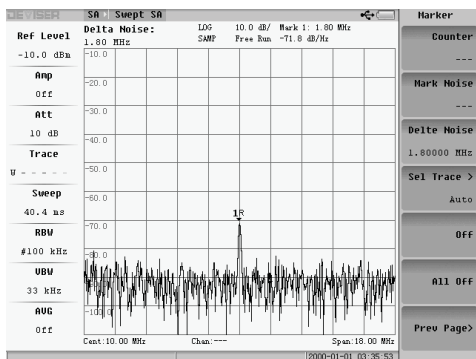 DEVISER
SA Swept SA
Marker
Ref Level
-10.0 dBm
Amp
Off
Att
10 dB
Trace
W - - - - -
Sweep
40.4 ms
RBW
#100 kHz
VBW
33 kHz
AVG
Off
Delta Noise:
1.80 MHz
LOG 10.0 dB/ Mark 1: 1.80 MHz
SAMP Free Run -71.8 dB/Hz
-10.0
-20.0
-30.0
-40.0
-50.0
-60.0
-70.0
-80.0
-100.0
1R
Cent:10.00 MHz Chan:--- Span:18.00 MHz
2000-01-01 03:35:53
Counter
---
Mark Noise
---
Delte Noise
1.80000 MHz
Sel Trace >
Auto
Off
All Off
Prev Page>